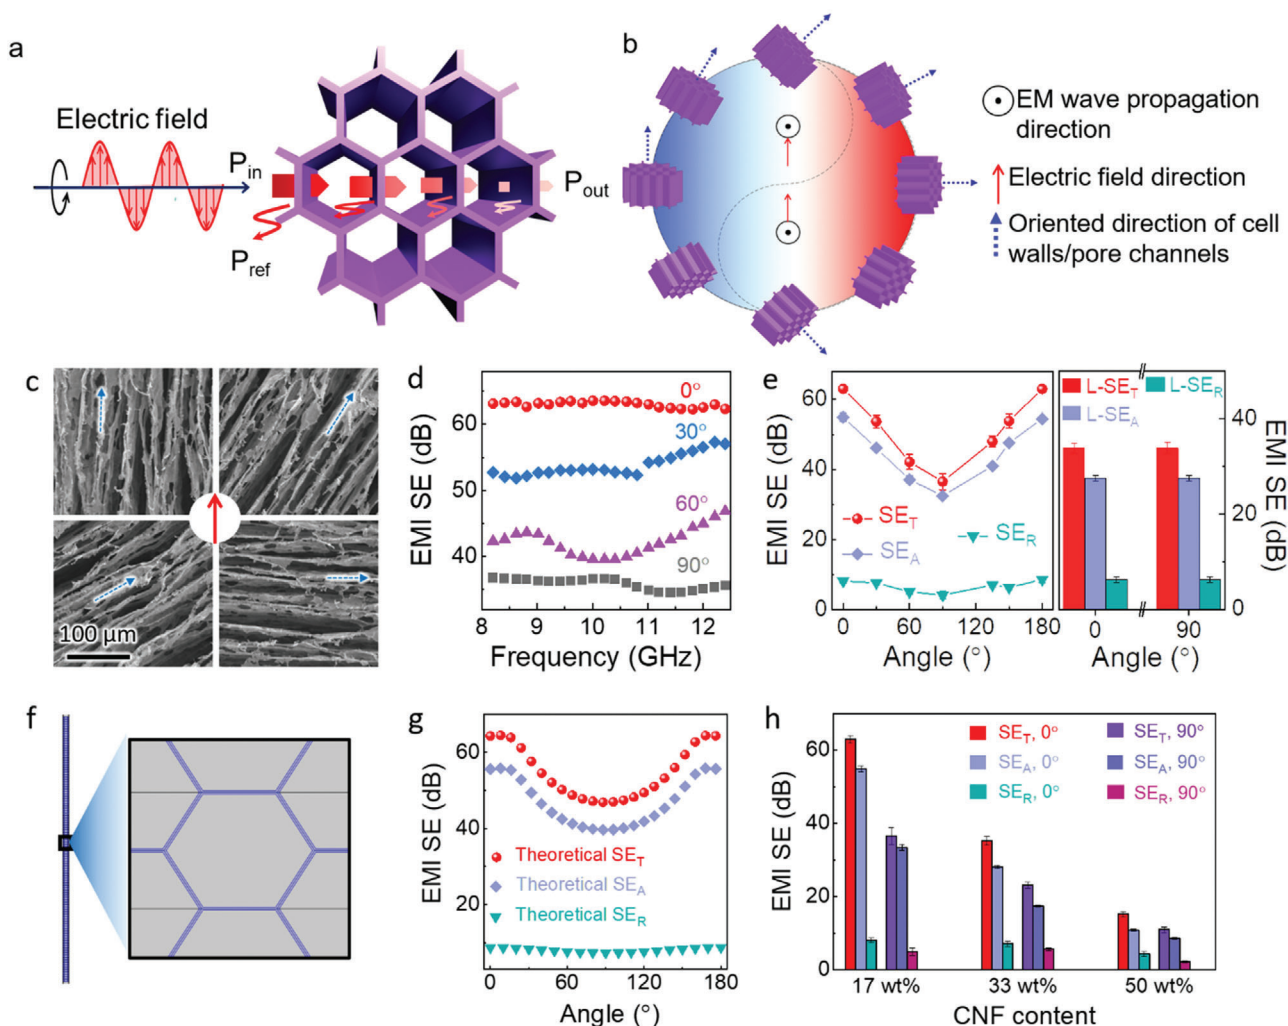 a
Electric field
P_in
P_ref
P_out
b
EM wave propagation
direction
Electric field direction
Oriented direction of cell
walls/pore channels
c
100 µm
d
EMI SE (dB)
60
50
40
0°
30°
60°
90°
8
9
10
11
12
Frequency (GHz)
e
EMI SE (dB)
60
40
20
0
SE_T
SE_A
SE_R
0
60
120
180
Angle (°)
L-SE_T
L-SE_R
L-SE_A
40
20
0
EMI SE (dB)
0
90
Angle (°)
f
g
EMI SE (dB)
60
40
20
Theoretical SE_T
Theoretical SE_A
Theoretical SE_R
0
60
120
180
Angle (°)
h
EMI SE (dB)
60
40
20
0
SE_T, 0°
SE_T, 90°
SE_A, 0°
SE_A, 90°
SE_R, 0°
SE_R, 90°
17 wt%
33 wt%
50 wt%
CNF content